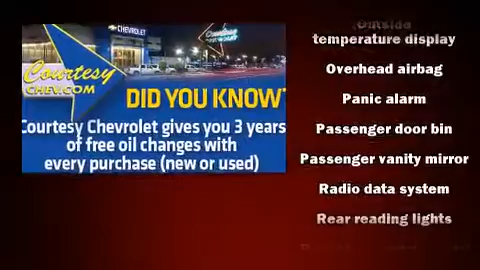 Courtesy
CHEV.COM
CHEVROLET
DID YOU KNOW
Courtesy Chevrolet gives you 3 years
of free oil changes with
every purchase (new or used)
Outside
temperature display
Overhead airbag
Panic alarm
Passenger door bin
Passenger vanity mirror
Radio data system
Rear reading lights